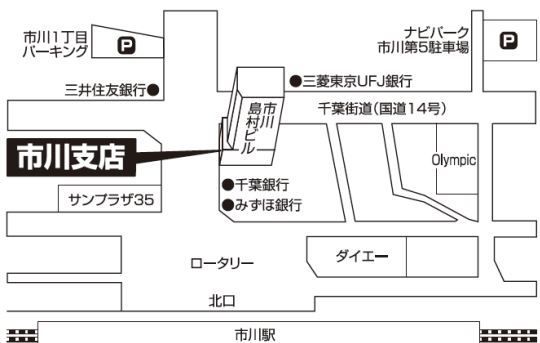 市川1丁目
パーキング
P
ナビパーク
市川第5駐車場
P
三井住友銀行
三菱東京UFJ銀行
市川
島村ビル
千葉街道(国道14号)
市川支店
Olympic
千葉銀行
サンプラザ35
みずほ銀行
ロータリー
ダイエー
北口
市川駅